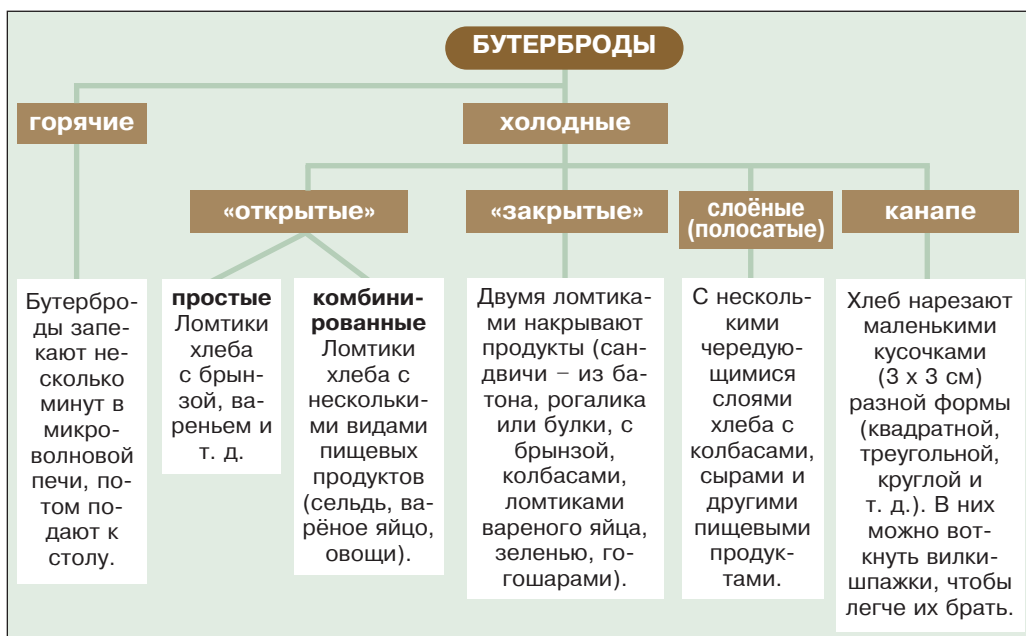 БУТЕРБРОДЫ
горячие
холодные
«открытые»
«закрытые»
слоёные
(полосатые)
канапе
Бутербро-
ды запе-
кают не-
сколько
минут в
микро-
волновой
печи, по-
том по-
дают к
столу.
простые
Ломтики
хлеба
с брын-
зой, ва-
реньем и
т. д.
комбини-
рованные
Ломтики
хлеба с
нескольки-
ми видами
пищевых
продуктов
(сельдь, ва-
рёное яйцо,
овощи).
Двумя ломтика-
ми накрывают
продукты (сан-
двичи – из ба-
тона, рогалика
или булки, с
брынзой,
колбасами,
ломтиками
вареного яйца,
зеленью, го-
гошарами).
С несколь-
кими
чередую-
щимися
слоями
хлеба с
колбасами,
сырами и
другими
пищевыми
продук-
тами.
Хлеб нарезают
маленькими
кусочками
(3 х 3 см)
разной формы
(квадратной,
треугольной,
круглой и
т. д.). В них
можно вот-
кнуть вилки-
шпажки, чтобы
легче их брать.